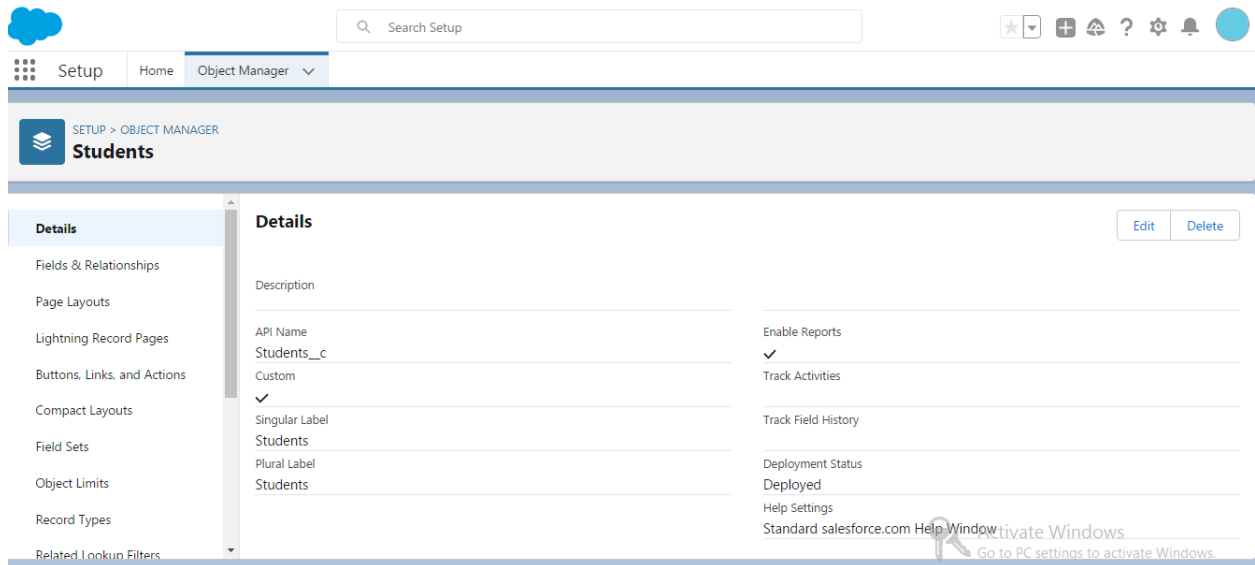 Search Setup
Setup Home Object Manager
SETUP > OBJECT MANAGER
Students
Details
Fields & Relationships
Page Layouts
Lightning Record Pages
Buttons, Links, and Actions
Compact Layouts
Field Sets
Object Limits
Record Types
Related Lookup Filters
Details
Edit Delete
Description
API Name
Students__c
Custom
Singular Label
Students
Plural Label
Students
Enable Reports
Track Activities
Track Field History
Deployment Status
Deployed
Help Settings
Standard salesforce.com Help Window
Activate Windows
Go to PC settings to activate Windows.